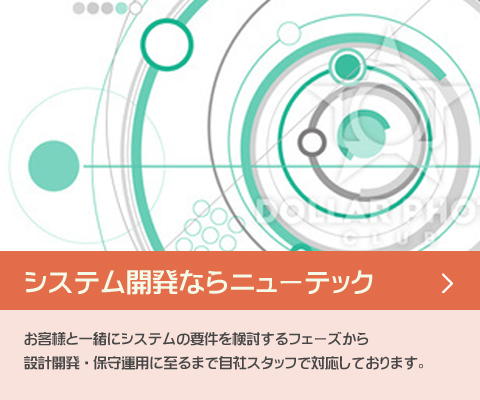 DOLLAR PHOT
CLUB
システム開発ならニューテック
お客様と一緒にシステムの要件を検討するフェーズから
設計開発・保守運用に至るまで自社スタッフで対応しております。